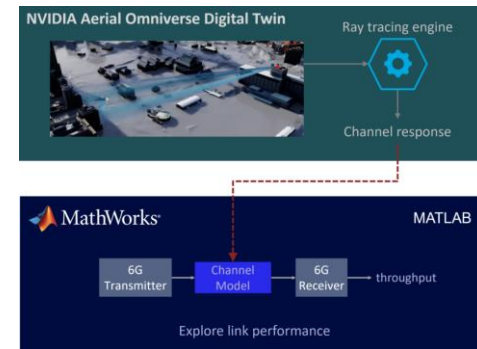 NVIDIA Aerial Omniverse Digital Twin
Ray tracing engine
Channel response
MathWorks®
MATLAB
6G
Transmitter
Channel
Model
6G
Receiver
throughput
Explore link performance